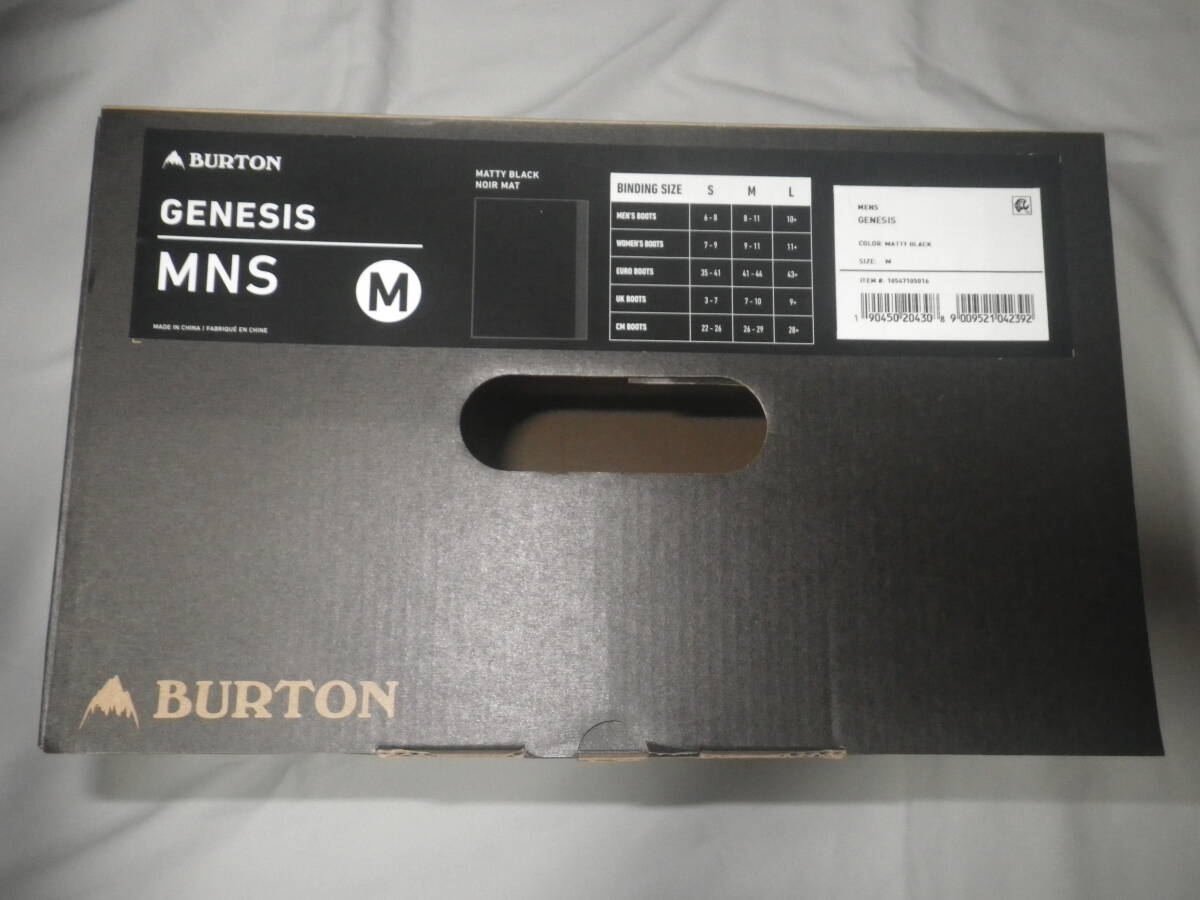 BURTON
GENESIS
MNS
M
MADE IN CHINA | FABRIQUÉ EN CHINE
MATTY BLACK
NOIR MAT
BINDING SIZE S M L
MEN'S BOOTS 6 - 8 8 - 11 10+
WOMEN'S BOOTS 7 - 9 9 - 11 11+
EURO BOOTS 35 - 41 41 - 44 43+
UK BOOTS 3 - 7 7 - 10 9+
CM BOOTS 22 - 26 26 - 29 28+
MENS
GENESIS
COLOR: MATTY BLACK
SIZE: M
ITEM #: 10547105016
1 90450 20430 8 9 009521 042392
BURTON